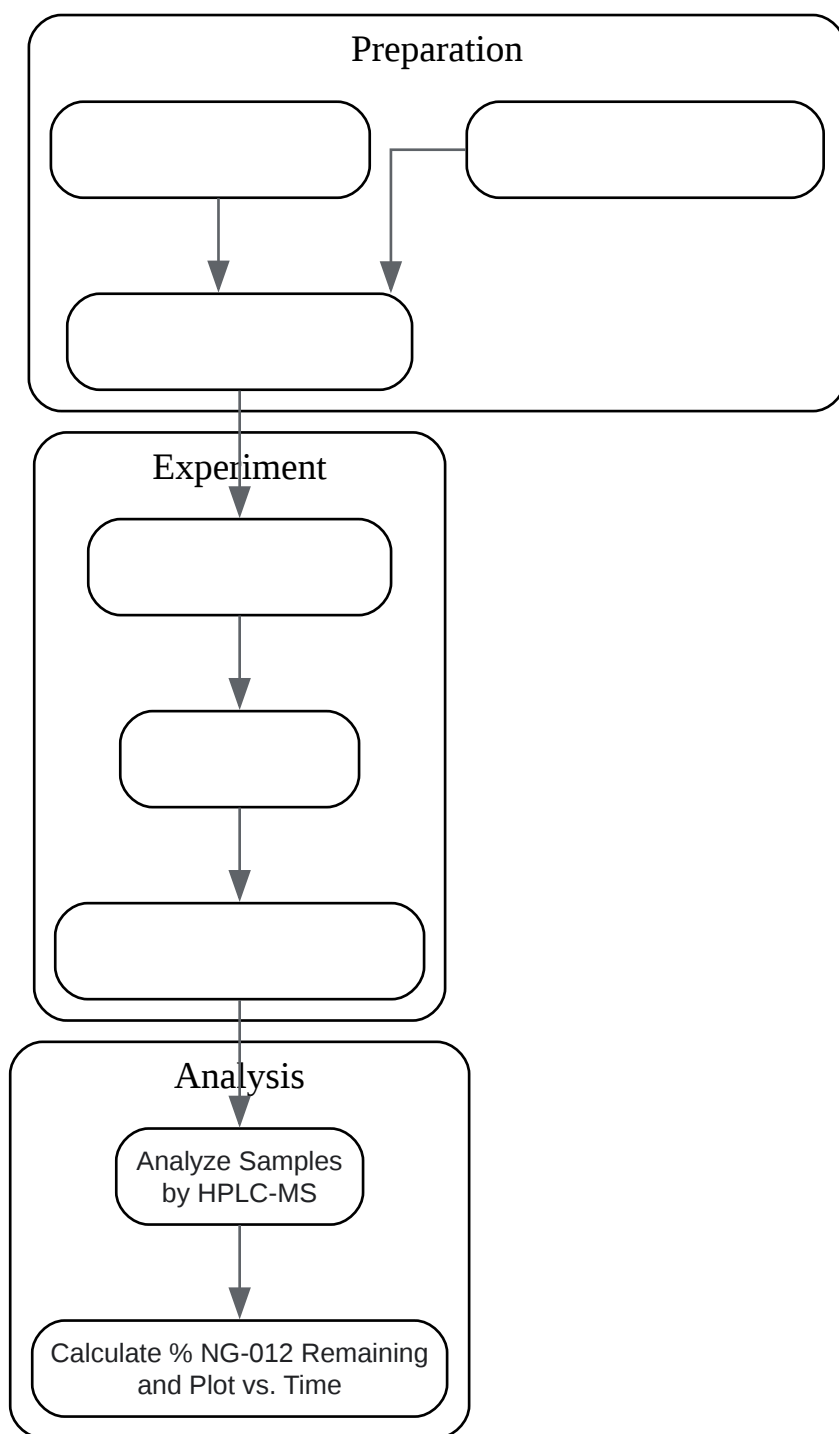 Preparation
Experiment
Analysis
Analyze Samples
by HPLC-MS
Calculate % NG-012 Remaining
and Plot vs. Time